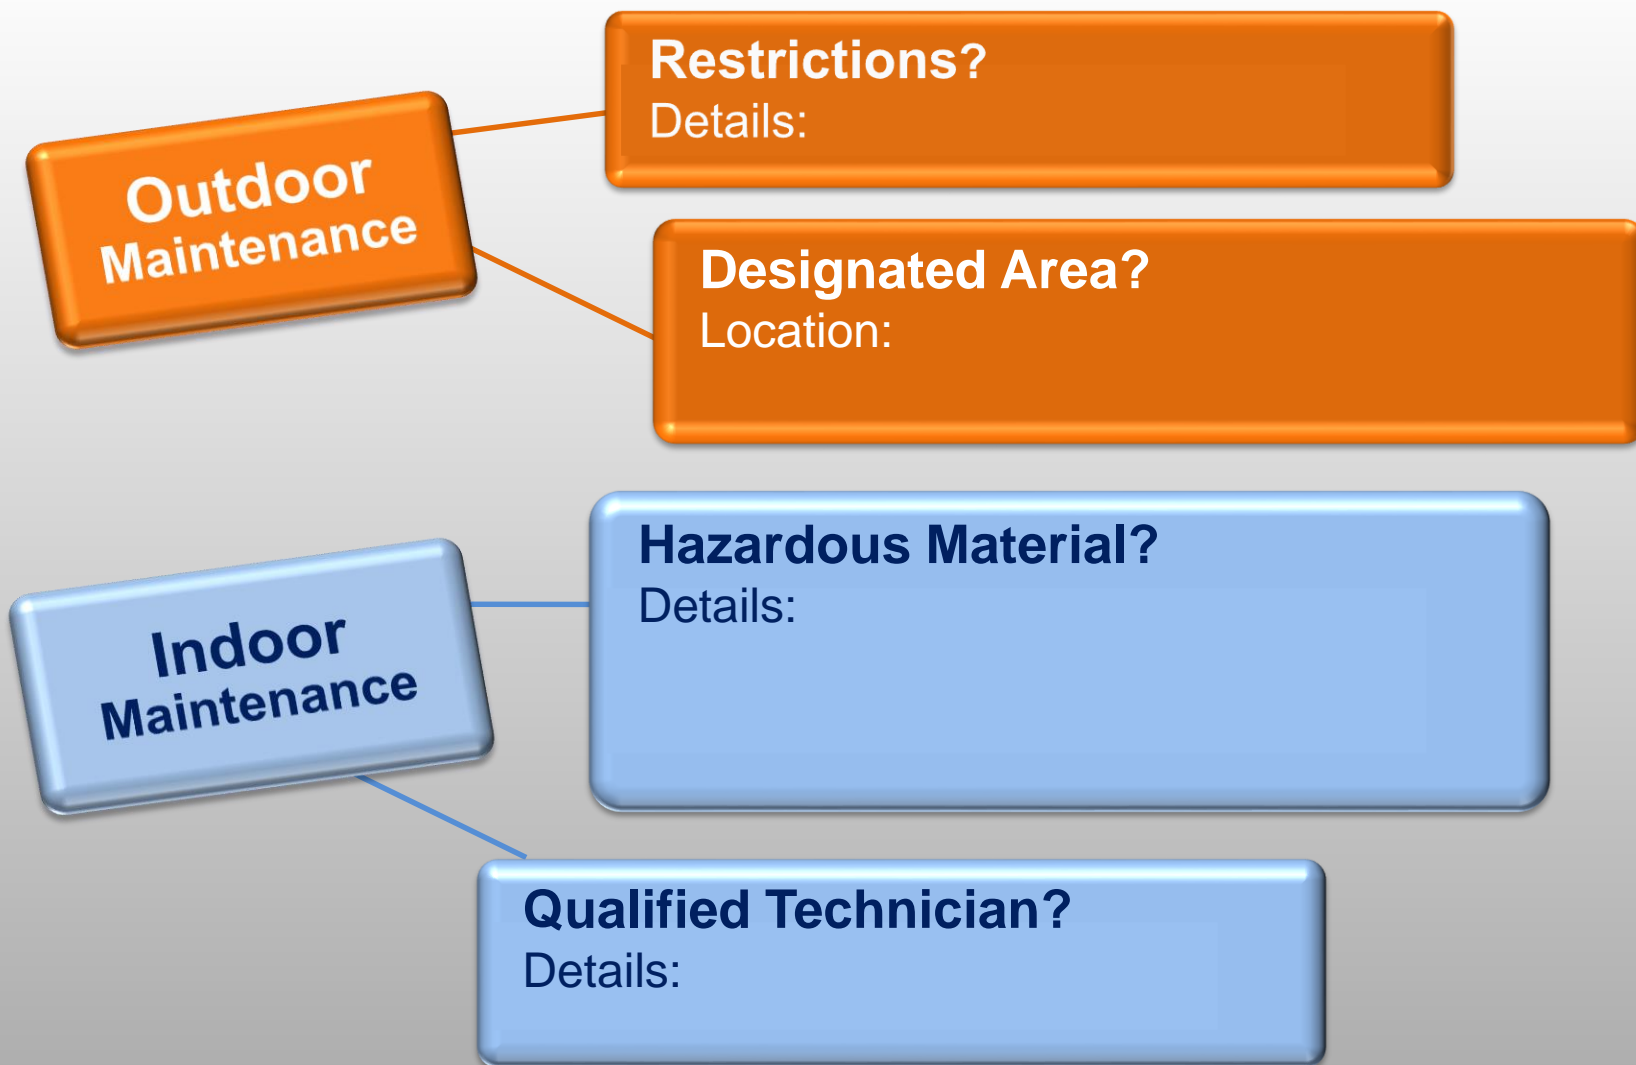 Restrictions?
Details:
Outdoor
Maintenance
Designated Area?
Location:
Hazardous Material?
Details:
Indoor
Maintenance
Qualified Technician?
Details: